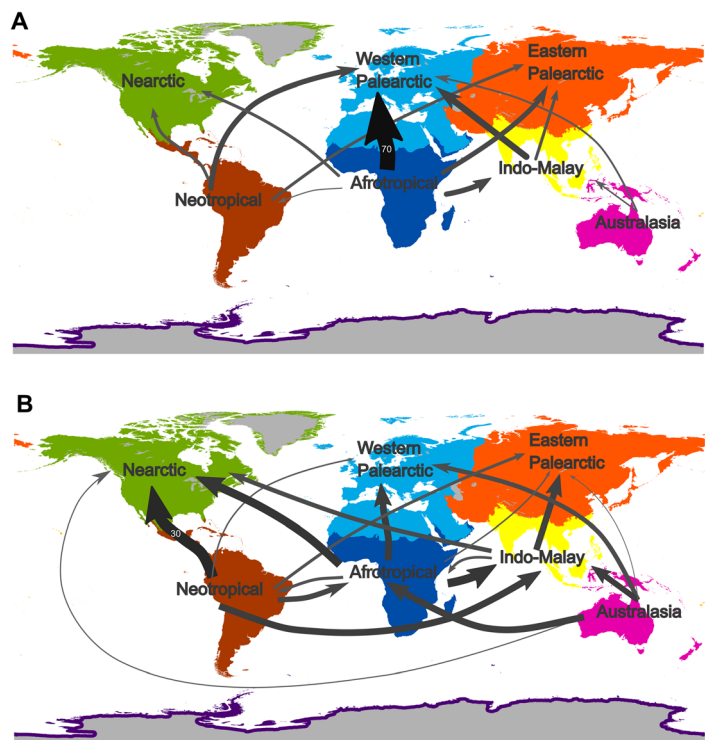 A
Nearctic
Western
Palearctic
Eastern
Palearctic
70
Neotropical
Afrotropical
Indo-Malay
Australasia
B
Nearctic
Western
Palearctic
Eastern
Palearctic
30
Neotropical
Afrotropical
Indo-Malay
Australasia